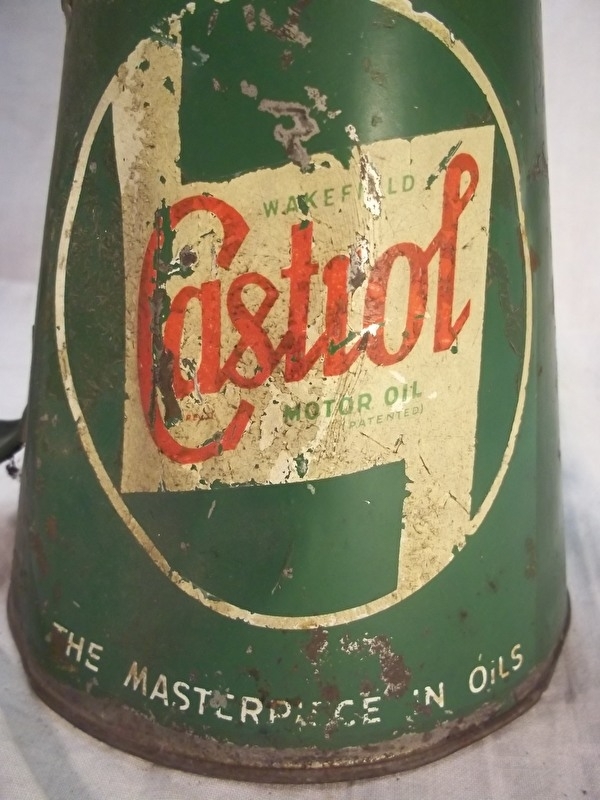 WAKEFIELD
Castrol
MOTOR OIL
(PATENTED)
THE MASTERPIECE IN OILS